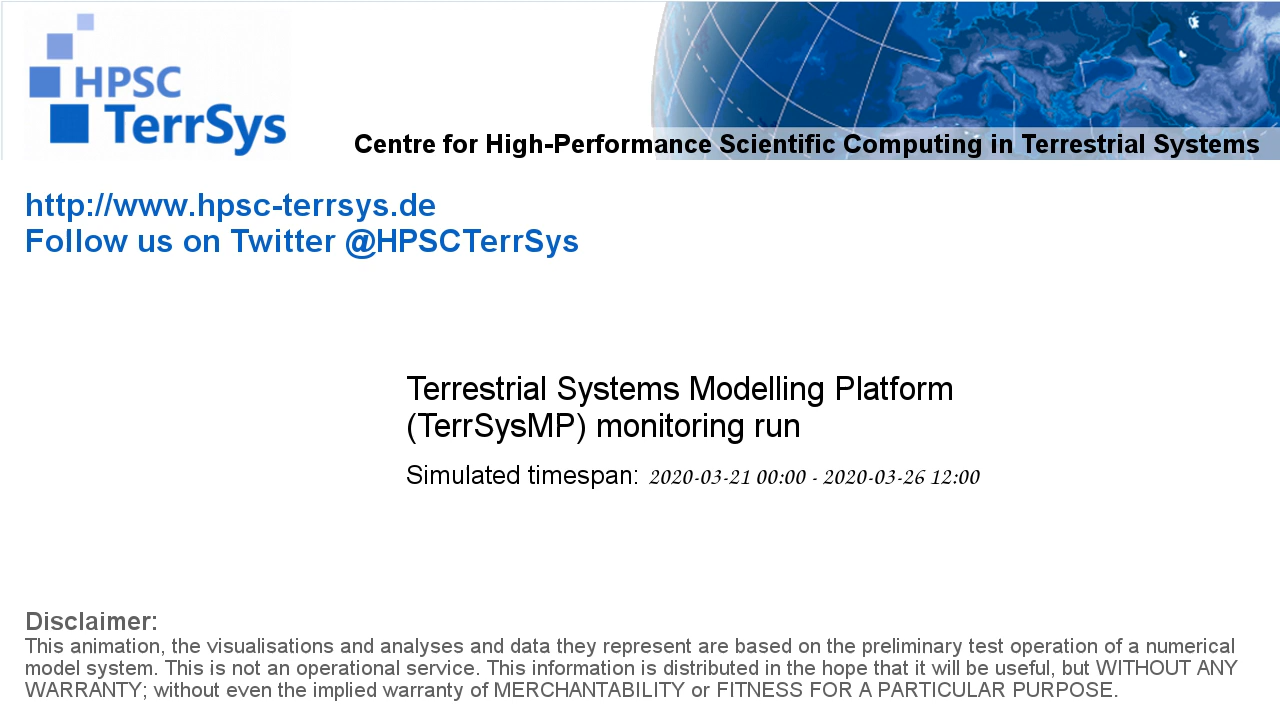 HPSC
TerrSys
Centre for High-Performance Scientific Computing in Terrestrial Systems
http://www.hpsc-terrsys.de
Follow us on Twitter @HPSCTerrSys
Terrestrial Systems Modelling Platform
(TerrSysMP) monitoring run
Simulated timespan: 2020-03-21 00:00 - 2020-03-26 12:00
Disclaimer:
This animation, the visualisations and analyses and data they represent are based on the preliminary test operation of a numerical
model system. This is not an operational service. This information is distributed in the hope that it will be useful, but WITHOUT ANY
WARRANTY; without even the implied warranty of MERCHANTABILITY or FITNESS FOR A PARTICULAR PURPOSE.